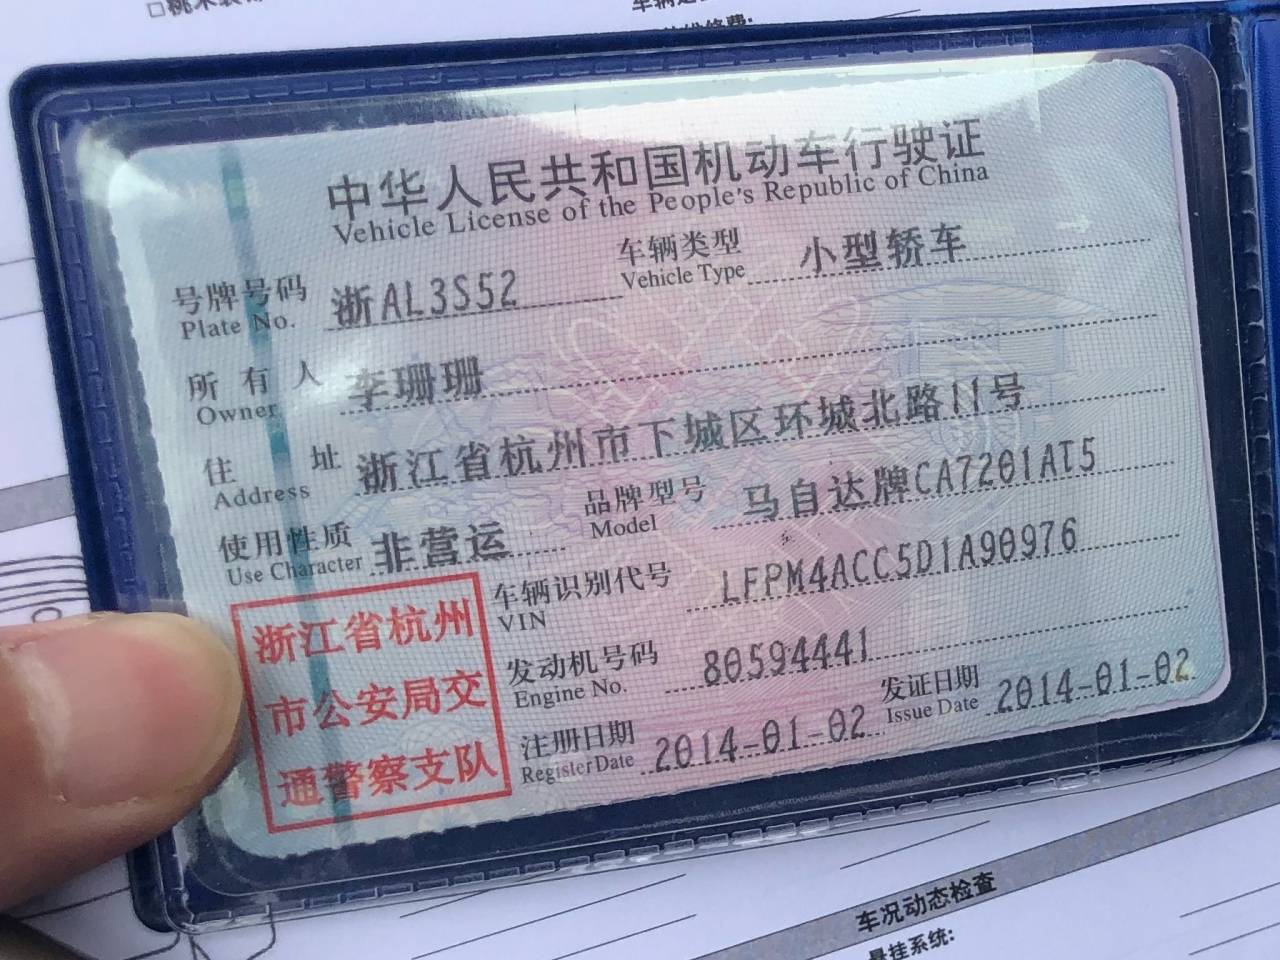 中华人民共和国机动车行驶证
Vehicle License of the People's Republic of China
号牌号码 浙AL3S52 车辆类型 小型轿车
Plate No. Vehicle Type
所有人 李珊珊
Owner
住址 浙江省杭州市下城区环城北路11号
Address
使用性质 非营运 品牌型号 马自达牌CA7201AT5
Use Character Model
车辆识别代号 LFPM4ACC5D1A90976
VIN
发动机号码 80594441
Engine No.
注册日期 2014-01-02 发证日期 2014-01-02
Register Date Issue Date
浙江省杭州
市公安局交
通警察支队
车况动态检查
悬挂系统: